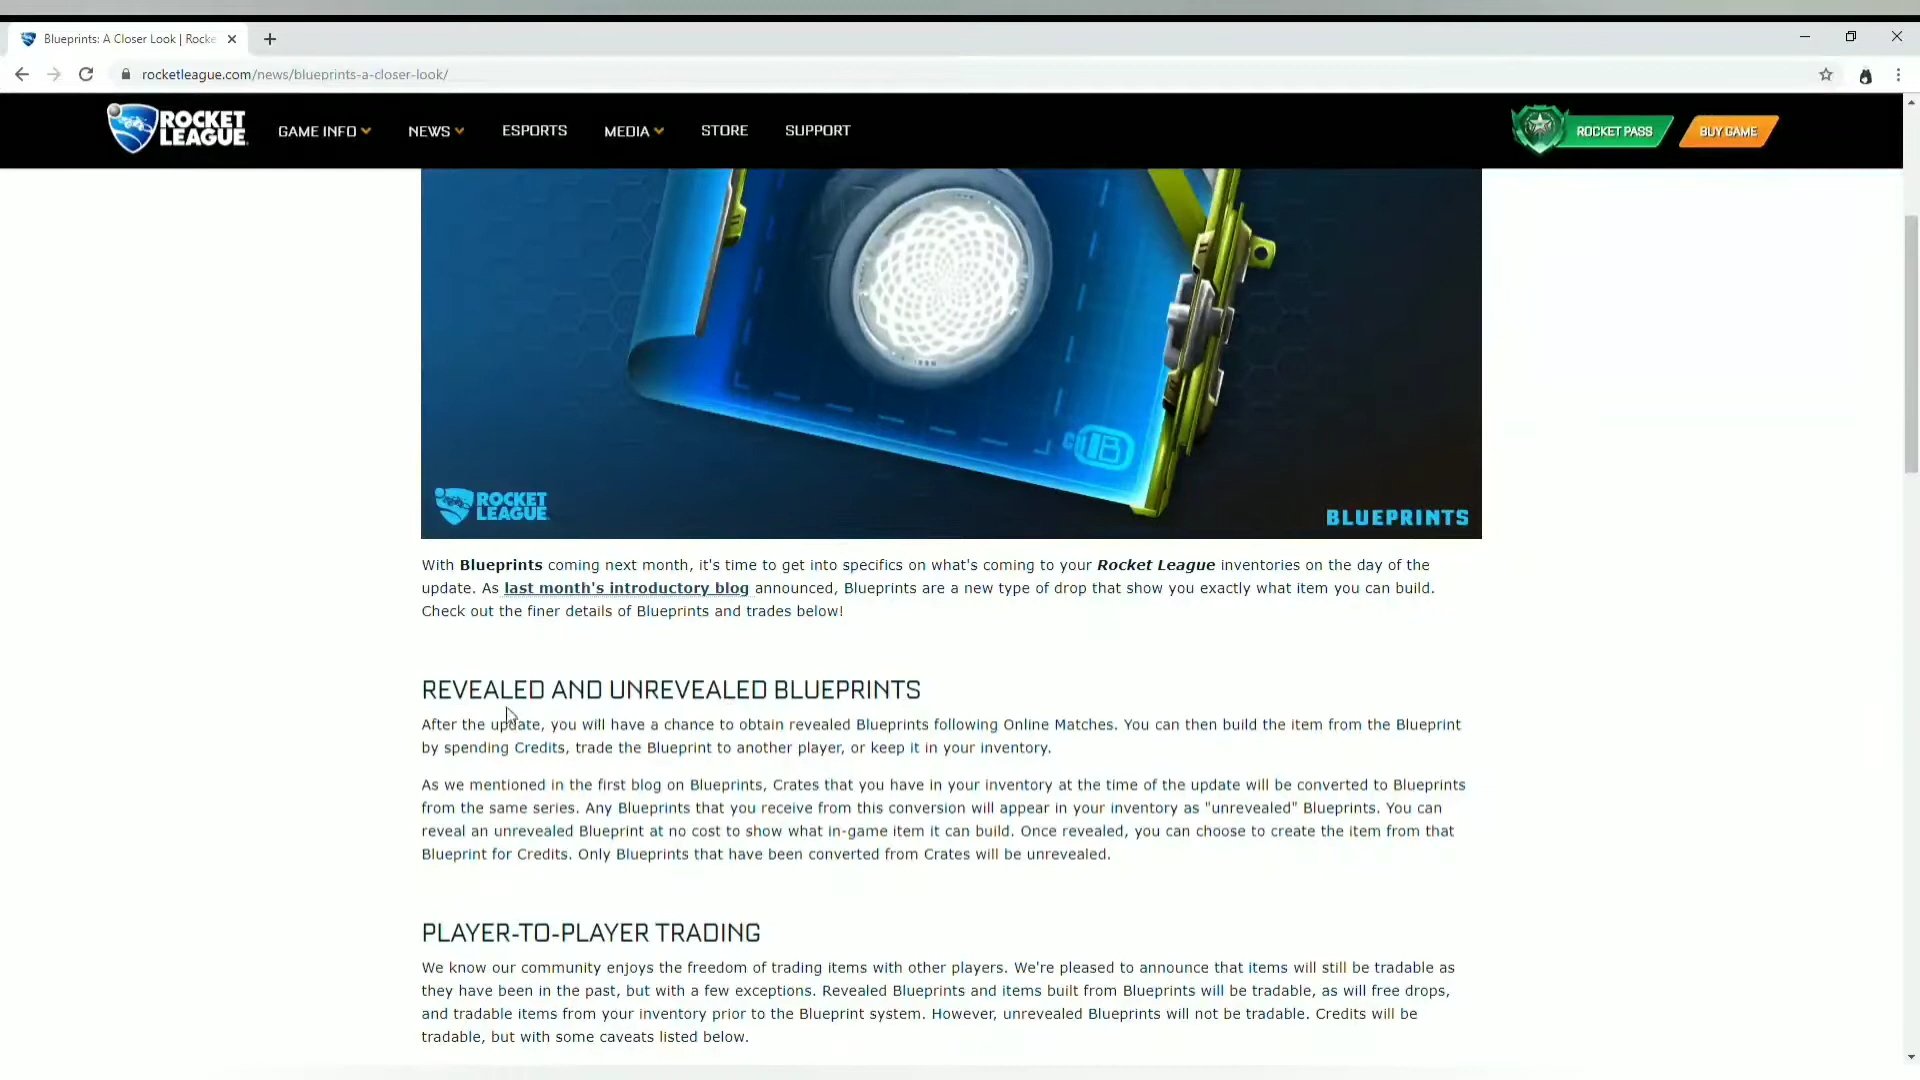 Blueprints: A Closer Look | Rocke
rocketleague.com/news/blueprints-a-closer-look/
ROCKET
LEAGUE
GAME INFO
NEWS
ESPORTS
MEDIA
STORE
SUPPORT
ROCKET PASS
BUY GAME
ROCKET
LEAGUE
BLUEPRINTS
With Blueprints coming next month, it's time to get into specifics on what's coming to your Rocket League inventories on the day of the
update. As last month's introductory blog announced, Blueprints are a new type of drop that show you exactly what item you can build.
Check out the finer details of Blueprints and trades below!
REVEALED AND UNREVEALED BLUEPRINTS
After the update, you will have a chance to obtain revealed Blueprints following Online Matches. You can then build the item from the Blueprint
by spending Credits, trade the Blueprint to another player, or keep it in your inventory.
As we mentioned in the first blog on Blueprints, Crates that you have in your inventory at the time of the update will be converted to Blueprints
from the same series. Any Blueprints that you receive from this conversion will appear in your inventory as "unrevealed" Blueprints. You can
reveal an unrevealed Blueprint at no cost to show what in-game item it can build. Once revealed, you can choose to create the item from that
Blueprint for Credits. Only Blueprints that have been converted from Crates will be unrevealed.
PLAYER-TO-PLAYER TRADING
We know our community enjoys the freedom of trading items with other players. We're pleased to announce that items will still be tradable as
they have been in the past, but with a few exceptions. Revealed Blueprints and items built from Blueprints will be tradable, as will free drops,
and tradable items from your inventory prior to the Blueprint system. However, unrevealed Blueprints will not be tradable. Credits will be
tradable, but with some caveats listed below.